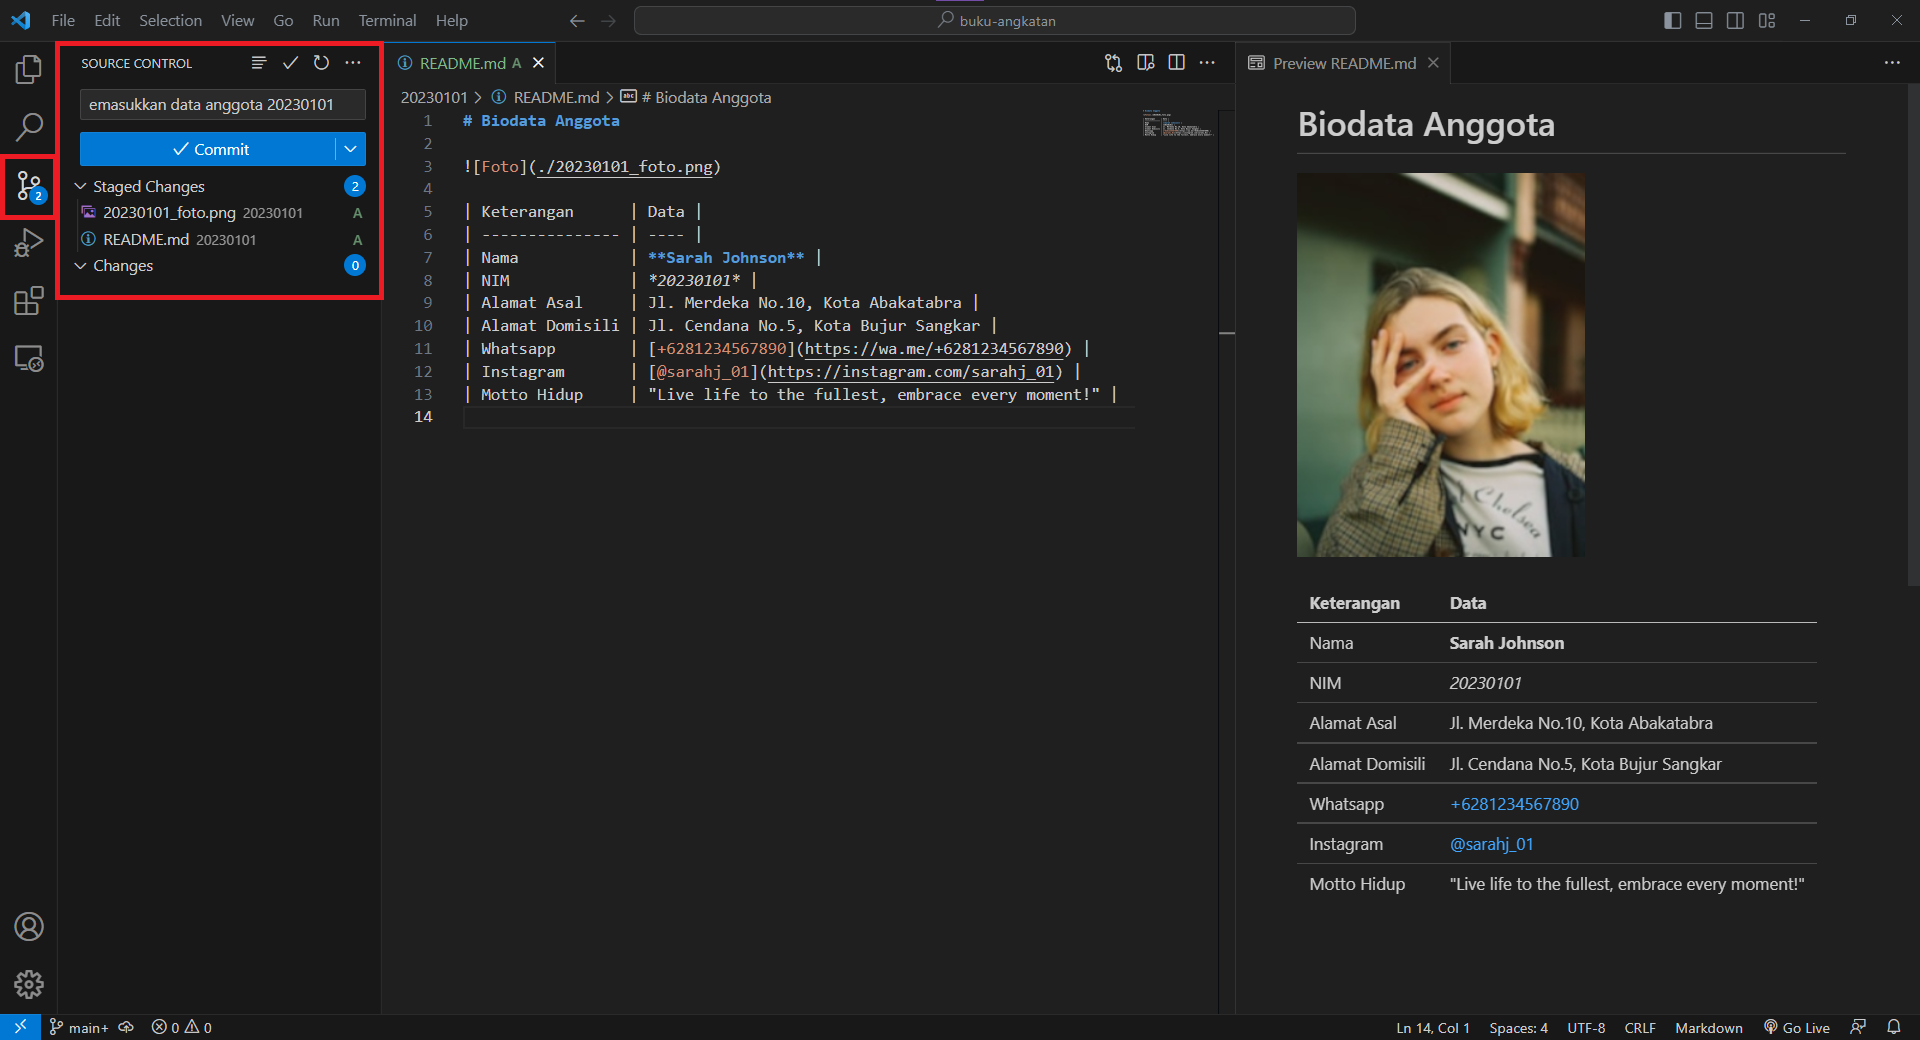 File Edit Selection View Go Run Terminal Help
buku-angkatan
SOURCE CONTROL
emasukkan data anggota 20230101
Commit
Staged Changes 2
20230101_foto.png 20230101 A
README.md 20230101 A
Changes 0
2
README.md A
20230101 > README.md > # Biodata Anggota
1 # Biodata Anggota
2
3 ![Foto](./20230101_foto.png)
4
5 | Keterangan | Data |
6 | --------------- | ---- |
7 | Nama | **Sarah Johnson** |
8 | NIM | *20230101* |
9 | Alamat Asal | Jl. Merdeka No.10, Kota Abakatabra |
10 | Alamat Domisili | Jl. Cendana No.5, Kota Bujur Sangkar |
11 | Whatsapp | [+6281234567890](https://wa.me/+6281234567890) |
12 | Instagram | [@sarahj_01](https://instagram.com/sarahj_01) |
13 | Motto Hidup | "Live life to the fullest, embrace every moment!" |
14
Preview README.md
Biodata Anggota
Chelsea
NYC
Keterangan Data
Nama Sarah Johnson
NIM 20230101
Alamat Asal Jl. Merdeka No.10, Kota Abakatabra
Alamat Domisili Jl. Cendana No.5, Kota Bujur Sangkar
Whatsapp +6281234567890
Instagram @sarahj_01
Motto Hidup "Live life to the fullest, embrace every moment!"
main+ 0 0
Ln 14, Col 1 Spaces: 4 UTF-8 CRLF Markdown Go Live